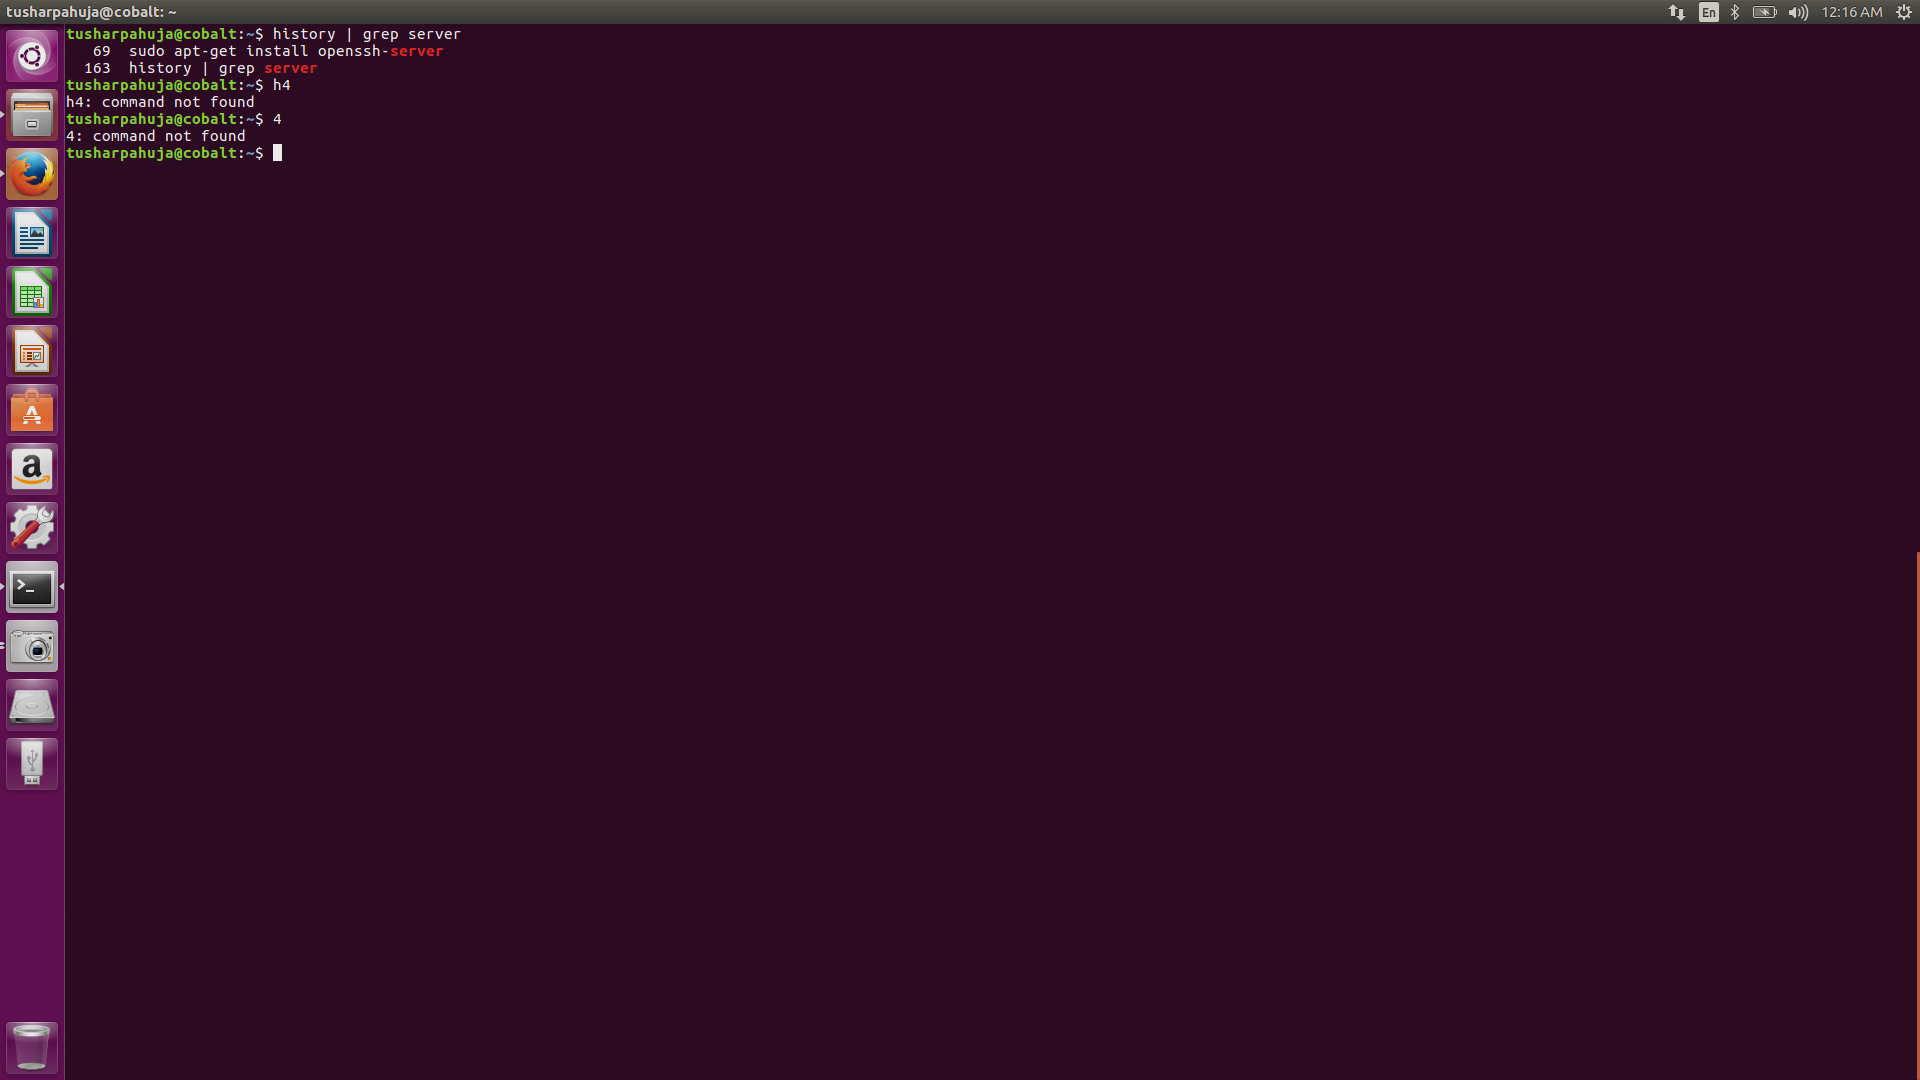 tusharpahuja@cobalt: ~
En
12:16 AM
tusharpahuja@cobalt:~$ history | grep server
   69  sudo apt-get install openssh-server
  163  history | grep server
tusharpahuja@cobalt:~$ h4
h4: command not found
tusharpahuja@cobalt:~$ 4
4: command not found
tusharpahuja@cobalt:~$